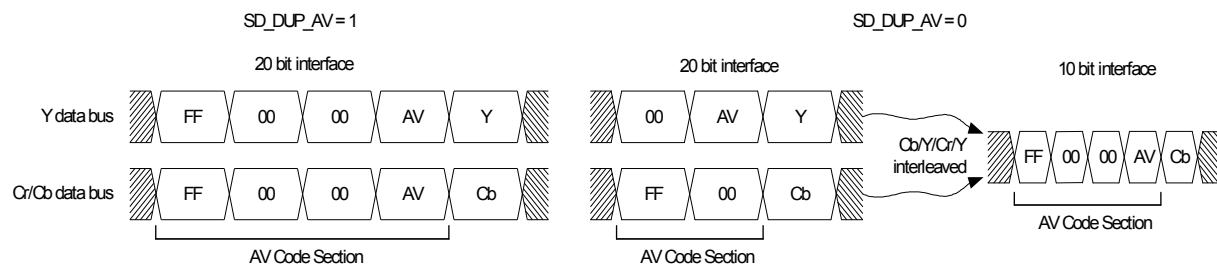 SD_DUP_AV = 1
SD_DUP_AV = 0
20 bit interface
20 bit interface
10 bit interface
Y data bus
FF 00 00 AV Y
00 AV Y
Cb/Y/Cr/Y
interleaved
FF 00 00 AV Cb
Cr/Cb data bus
FF 00 00 AV Cb
FF 00 Cb
AV Code Section
AV Code Section
AV Code Section